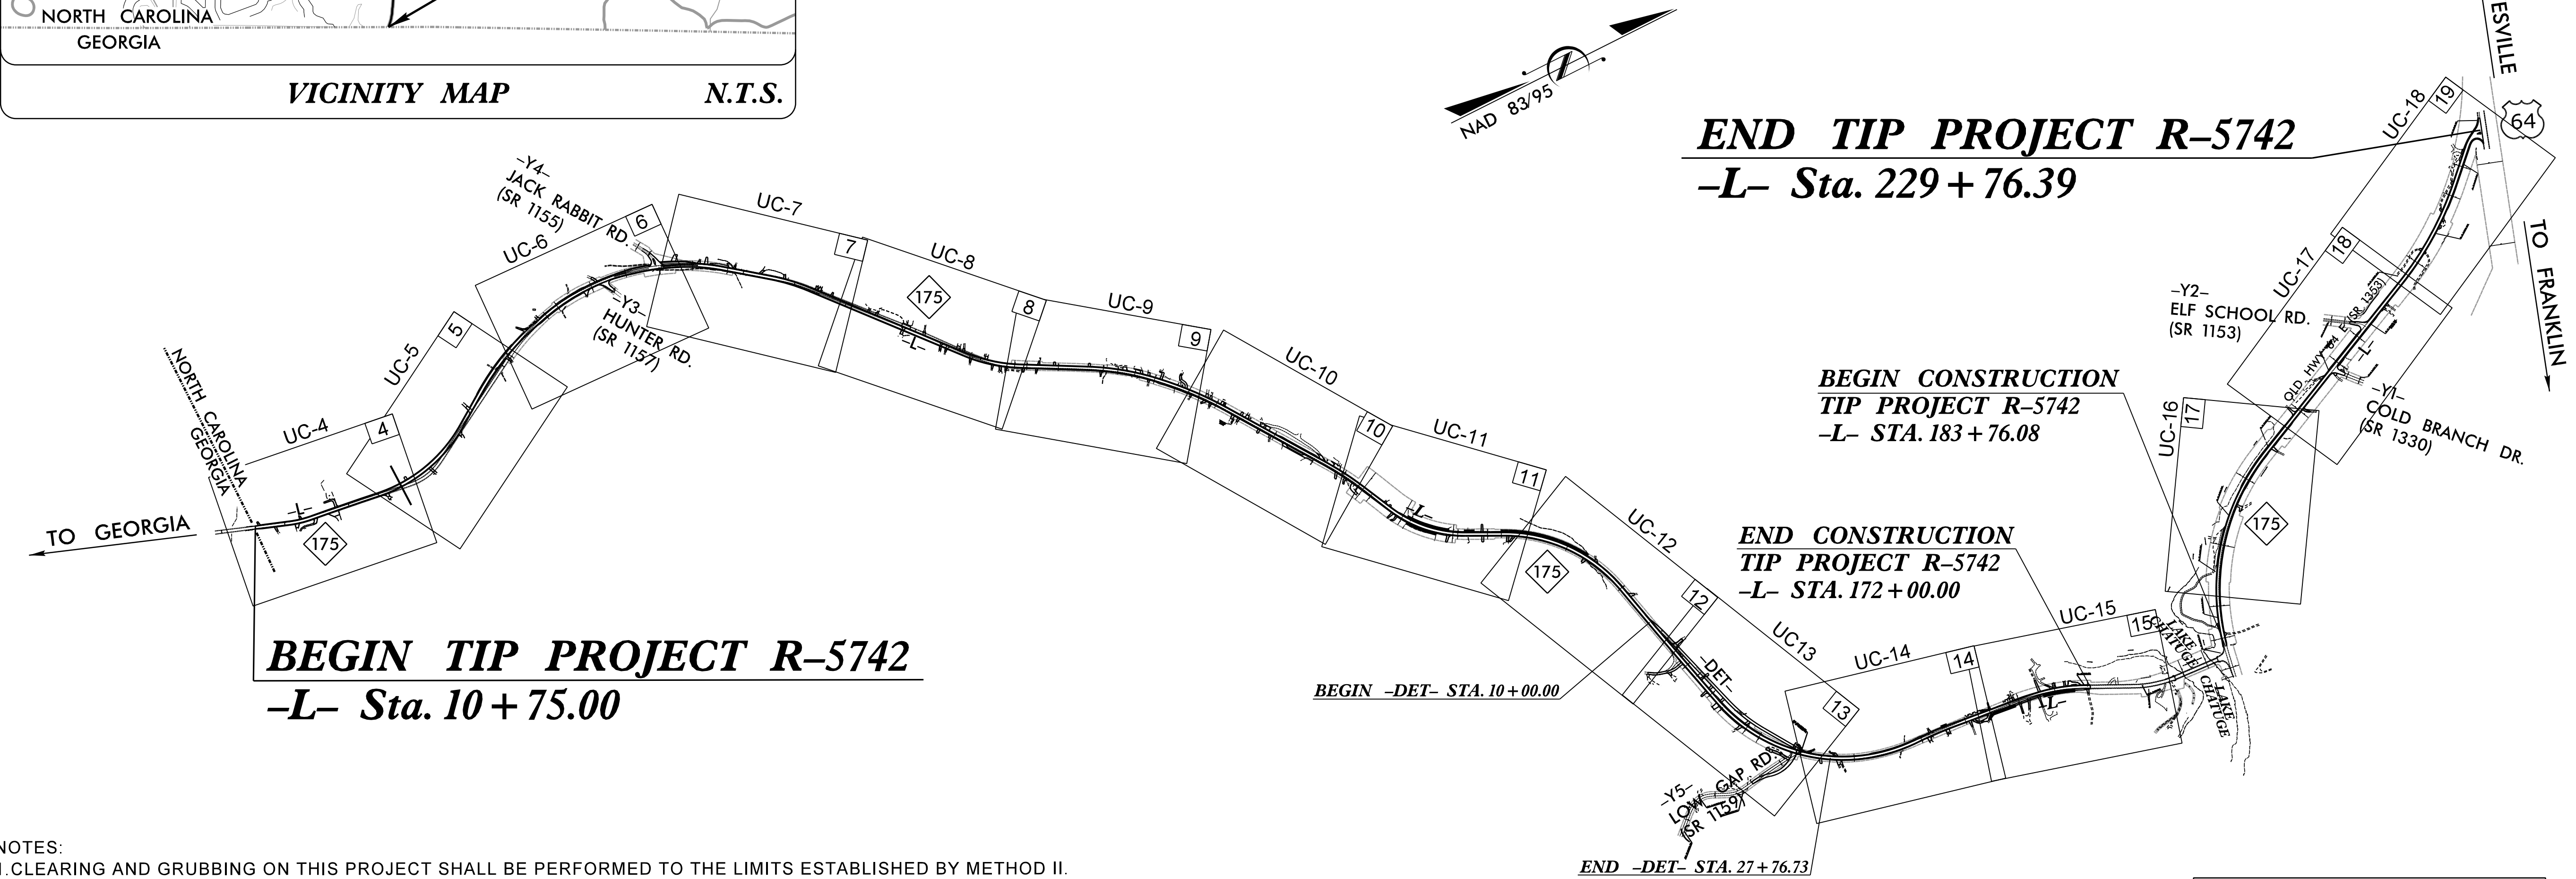 NORTH CAROLINA
GEORGIA
VICINITY MAP N.T.S.
NAD 83/95
END TIP PROJECT R–5742
–L– Sta. 229+76.39
ESVILLE
64
TO FRANKLIN
UC-18
19
UC-17
18
–Y2–
ELF SCHOOL RD.
(SR 1153)
OLD HWY 64 E (SR 1353)
–L–
–Y1–
COLD BRANCH DR.
(SR 1330)
UC-16
17
175
BEGIN CONSTRUCTION
TIP PROJECT R–5742
–L– STA. 183+76.08
END CONSTRUCTION
TIP PROJECT R–5742
–L– STA. 172+00.00
–Y4–
JACK RABBIT RD.
(SR 1155)
UC-6
6
UC-7
7
UC-8
8
175
–L–
UC-9
9
UC-10
10
UC-11
11
–L–
–Y3–
HUNTER RD.
(SR 1157)
UC-5
5
UC-4
4
NORTH CAROLINA
GEORGIA
–L–
175
TO GEORGIA
BEGIN TIP PROJECT R–5742
–L– Sta. 10+75.00
UC-12
12
175
UC13
13
–DET–
BEGIN –DET– STA. 10+00.00
UC-14
14
UC-15
15
–L–
LAKE
CHATUGE
LAKE
CHATUGE
–Y5–
LOW GAP RD.
(SR 1159)
END –DET– STA. 27+76.73
NOTES:
1.CLEARING AND GRUBBING ON THIS PROJECT SHALL BE PERFORMED TO THE LIMITS ESTABLISHED BY METHOD II.